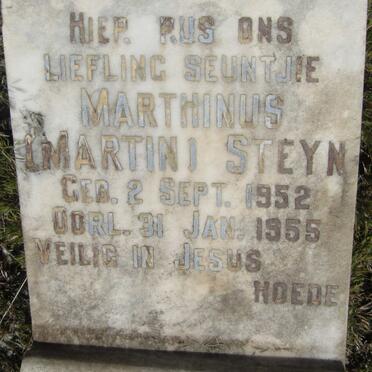 HIER RUS ONS
LIEFLING SEUNTJIE
MARTHINUS
(MARTIN) STEYN
GEB. 2 SEPT. 1952
OORL. 31 JAN. 1955
VEILIG IN JESUS
HOEDE